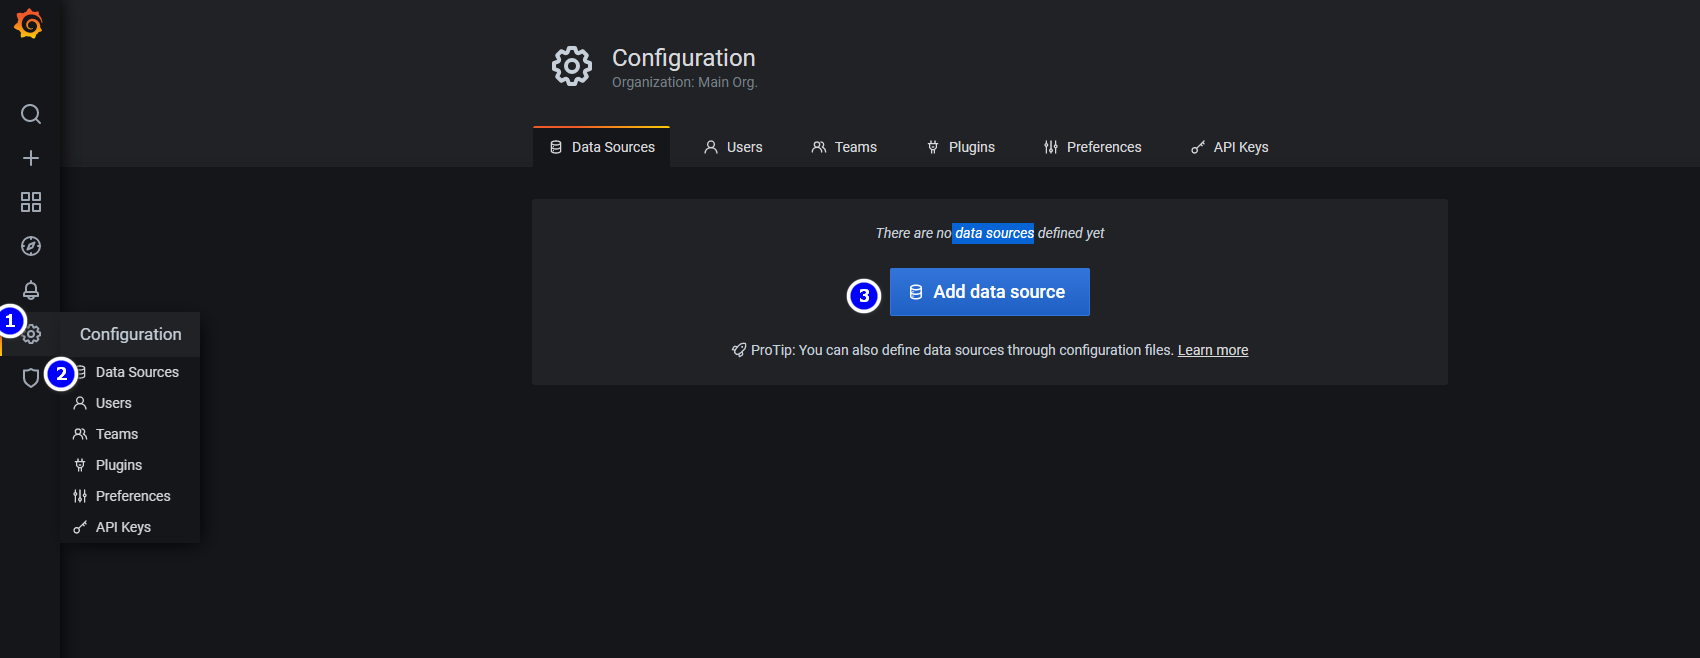 Configuration
Organization: Main Org.
Data Sources
Users
Teams
Plugins
Preferences
API Keys
There are no data sources defined yet
3
Add data source
ProTip: You can also define data sources through configuration files. Learn more
1
Configuration
2
Data Sources
Users
Teams
Plugins
Preferences
API Keys